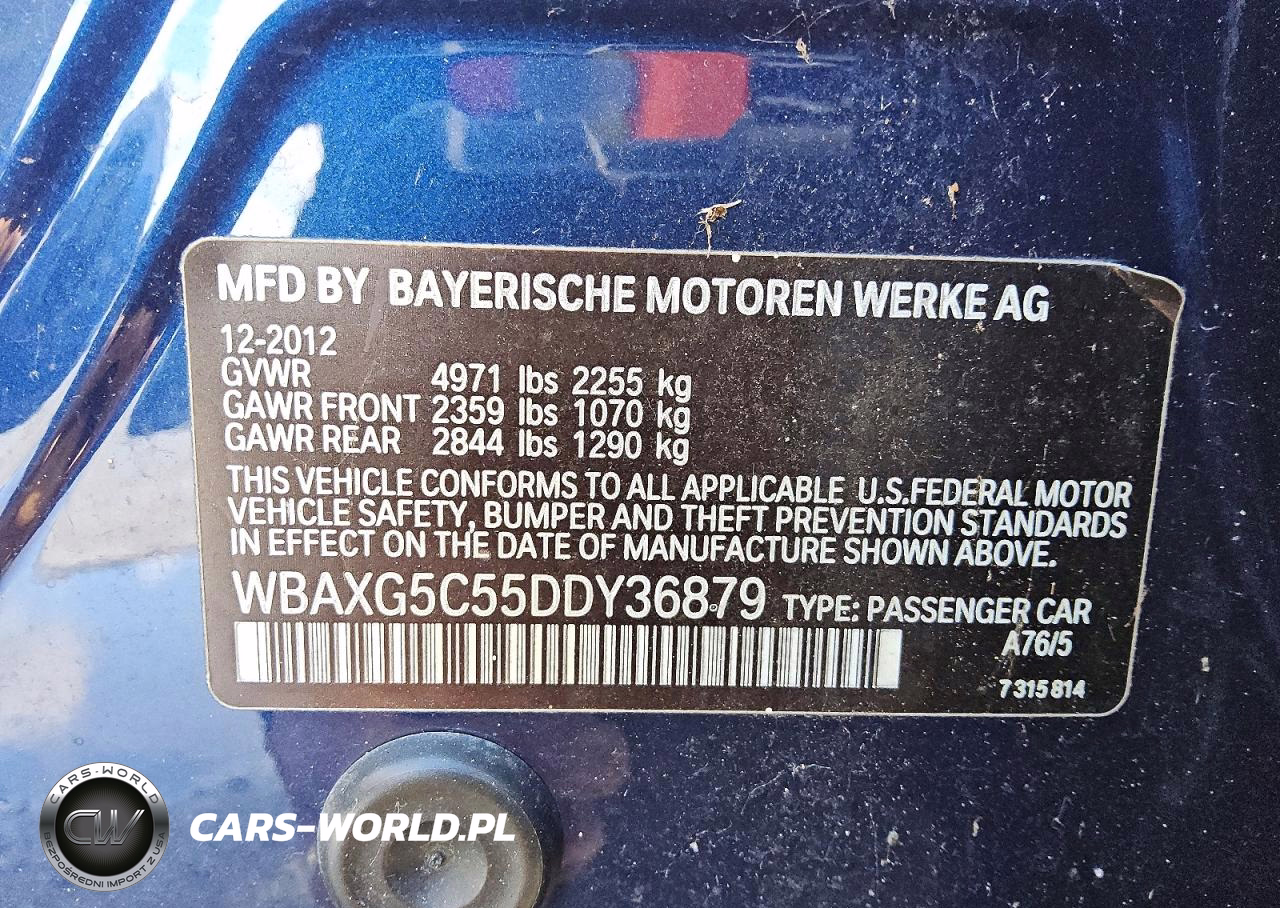 MFD BY BAYERISCHE MOTOREN WERKE AG
12-2012
GVWR 4971 lbs 2255 kg
GAWR FRONT 2359 lbs 1070 kg
GAWR REAR 2844 lbs 1290 kg
THIS VEHICLE CONFORMS TO ALL APPLICABLE U.S.FEDERAL MOTOR
VEHICLE SAFETY, BUMPER AND THEFT PREVENTION STANDARDS
IN EFFECT ON THE DATE OF MANUFACTURE SHOWN ABOVE.
WBAXG5C55DDY36879 TYPE: PASSENGER CAR
A76/5
7 315 814
CARS-WORLD
CW
BEZPOŚREDNI IMPORT Z USA
CARS-WORLD.PL